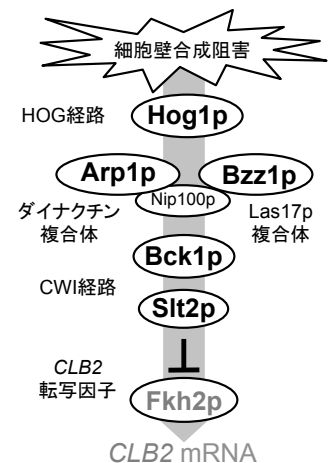 細胞壁合成阻害
HOG経路
Hog1p
Arp1p
Bzz1p
Nip100p
ダイナクチン
複合体
Las17p
複合体
Bck1p
CWI経路
Slt2p
CLB2
転写因子
Fkh2p
CLB2 mRNA